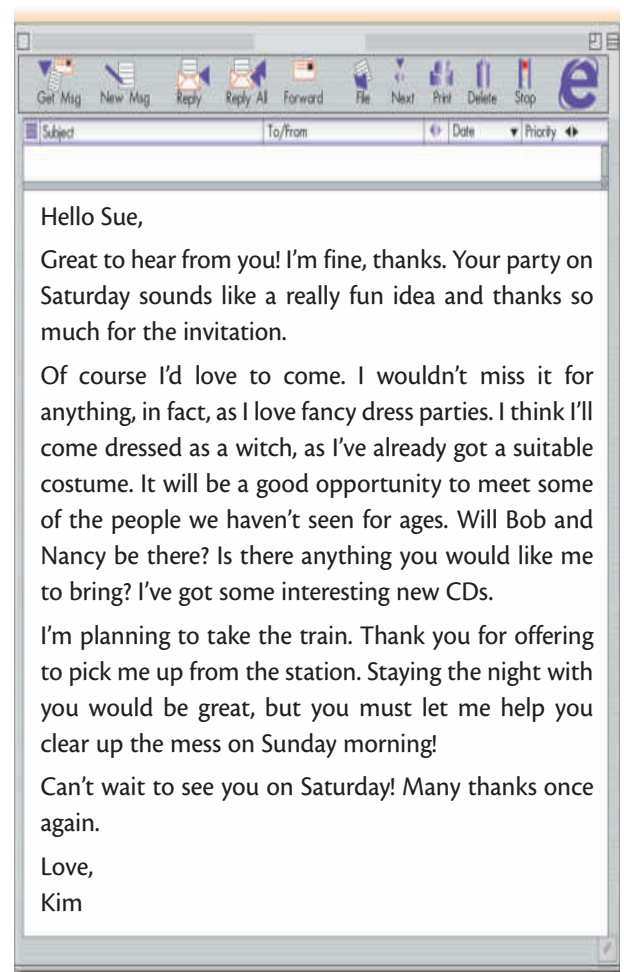 Get Msg New Msg Reply Reply All Forward File Next Print Delete Stop
Subject To/From Date Priority
Hello Sue,
Great to hear from you! I'm fine, thanks. Your party on
Saturday sounds like a really fun idea and thanks so
much for the invitation.
Of course I'd love to come. I wouldn't miss it for
anything, in fact, as I love fancy dress parties. I think I'll
come dressed as a witch, as I've already got a suitable
costume. It will be a good opportunity to meet some
of the people we haven't seen for ages. Will Bob and
Nancy be there? Is there anything you would like me
to bring? I've got some interesting new CDs.
I'm planning to take the train. Thank you for offering
to pick me up from the station. Staying the night with
you would be great, but you must let me help you
clear up the mess on Sunday morning!
Can't wait to see you on Saturday! Many thanks once
again.
Love,
Kim